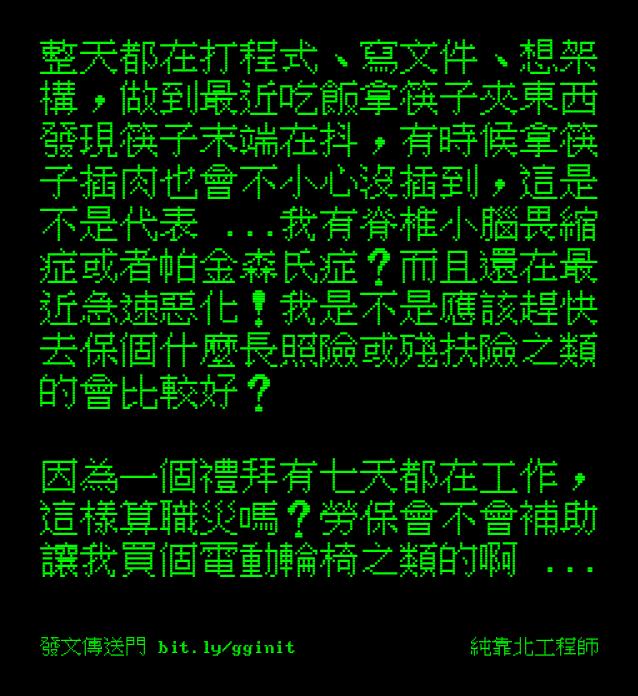 整天都在打程式、寫文件、想架
構，做到最近吃飯拿筷子夾東西
發現筷子末端在抖，有時候拿筷
子插肉也會不小心沒插到，這是
不是代表 ...我有脊椎小腦畏縮
症或者帕金森氏症？而且還在最
近急速惡化！我是不是應該趕快
去保個什麼長照險或殘扶險之類
的會比較好？
因為一個禮拜有七天都在工作，
這樣算職災嗎？勞保會不會補助
讓我買個電動輪椅之類的啊 ...
發文傳送門 bit.ly/gginit
純靠北工程師